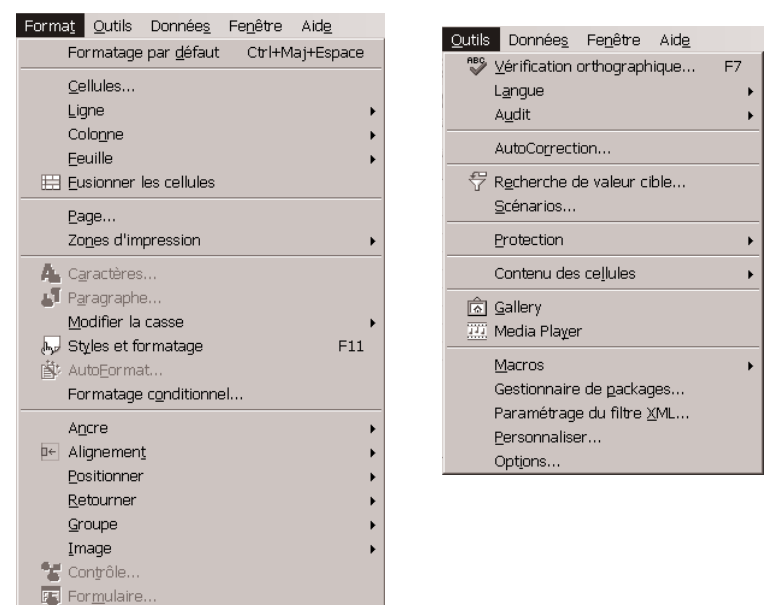 Format Outils Données Fenêtre Aide
Formatage par défaut Ctrl+Maj+Espace
Cellules...
Ligne
Colonne
Feuille
Fusionner les cellules
Page...
Zones d'impression
Caractères...
Paragraphe...
Modifier la casse
Styles et formatage F11
AutoFormat...
Formatage conditionnel...
Ancre
Alignement
Positionner
Retourner
Groupe
Image
Contrôle...
Formulaire...
Outils Données Fenêtre Aide
ABC Vérification orthographique... F7
Langue
Audit
AutoCorrection...
Recherche de valeur cible...
Scénarios...
Protection
Contenu des cellules
Gallery
Media Player
Macros
Gestionnaire de packages...
Paramétrage du filtre XML...
Personnaliser...
Options...